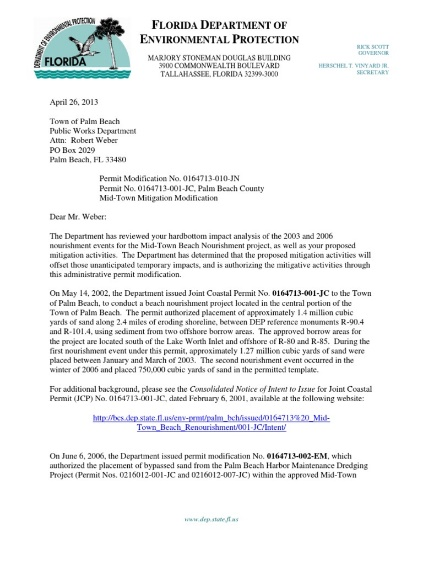 FLORIDA DEPARTMENT OF
ENVIRONMENTAL PROTECTION
MARJORY STONEMAN DOUGLAS BUILDING
3900 COMMONWEALTH BOULEVARD
TALLAHASSEE, FLORIDA 32399-3000
RICK SCOTT
GOVERNOR
HERSCHEL T. VINYARD JR.
SECRETARY
DEPARTMENT OF ENVIRONMENTAL PROTECTION
FLORIDA
April 26, 2013
Town of Palm Beach
Public Works Department
Attn: Robert Weber
PO Box 2029
Palm Beach, FL 33480
Permit Modification No. 0164713-010-JN
Permit No. 0164713-001-JC, Palm Beach County
Mid-Town Mitigation Modification
Dear Mr. Weber:
The Department has reviewed your hardbottom impact analysis of the 2003 and 2006
nourishment events for the Mid-Town Beach Nourishment project, as well as your proposed
mitigation activities. The Department has determined that the proposed mitigation activities will
offset those unanticipated temporary impacts, and is authorizing the mitigative activities through
this administrative permit modification.
On May 14, 2002, the Department issued Joint Coastal Permit No. 0164713-001-JC to the Town
of Palm Beach, to conduct a beach nourishment project located in the central portion of the
Town of Palm Beach. The permit authorized placement of approximately 1.4 million cubic
yards of sand along 2.4 miles of eroding shoreline, between DEP reference monuments R-90.4
and R-101.4, using sediment from two offshore borrow areas. The approved borrow areas for
the project are located south of the Lake Worth Inlet and offshore of R-80 and R-85. During the
first nourishment event under this permit, approximately 1.27 million cubic yards of sand were
placed between January and March of 2003. The second nourishment event occurred in the
winter of 2006 and placed 750,000 cubic yards of sand in the permitted template.
For additional background, please see the Consolidated Notice of Intent to Issue for Joint Coastal
Permit (JCP) No. 0164713-001-JC, dated February 6, 2001, available at the following website:
http://bcs.dep.state.fl.us/env-prmt/palm_bch/issued/0164713%20_Mid-
Town_Beach_Renourishment/001-JC/Intent/
On June 6, 2006, the Department issued permit modification No. 0164713-002-EM, which
authorized the placement of bypassed sand from the Palm Beach Harbor Maintenance Dredging
Project (Permit Nos. 0216012-001-JC and 0216012-007-JC) within the approved Mid-Town
www.dep.state.fl.us